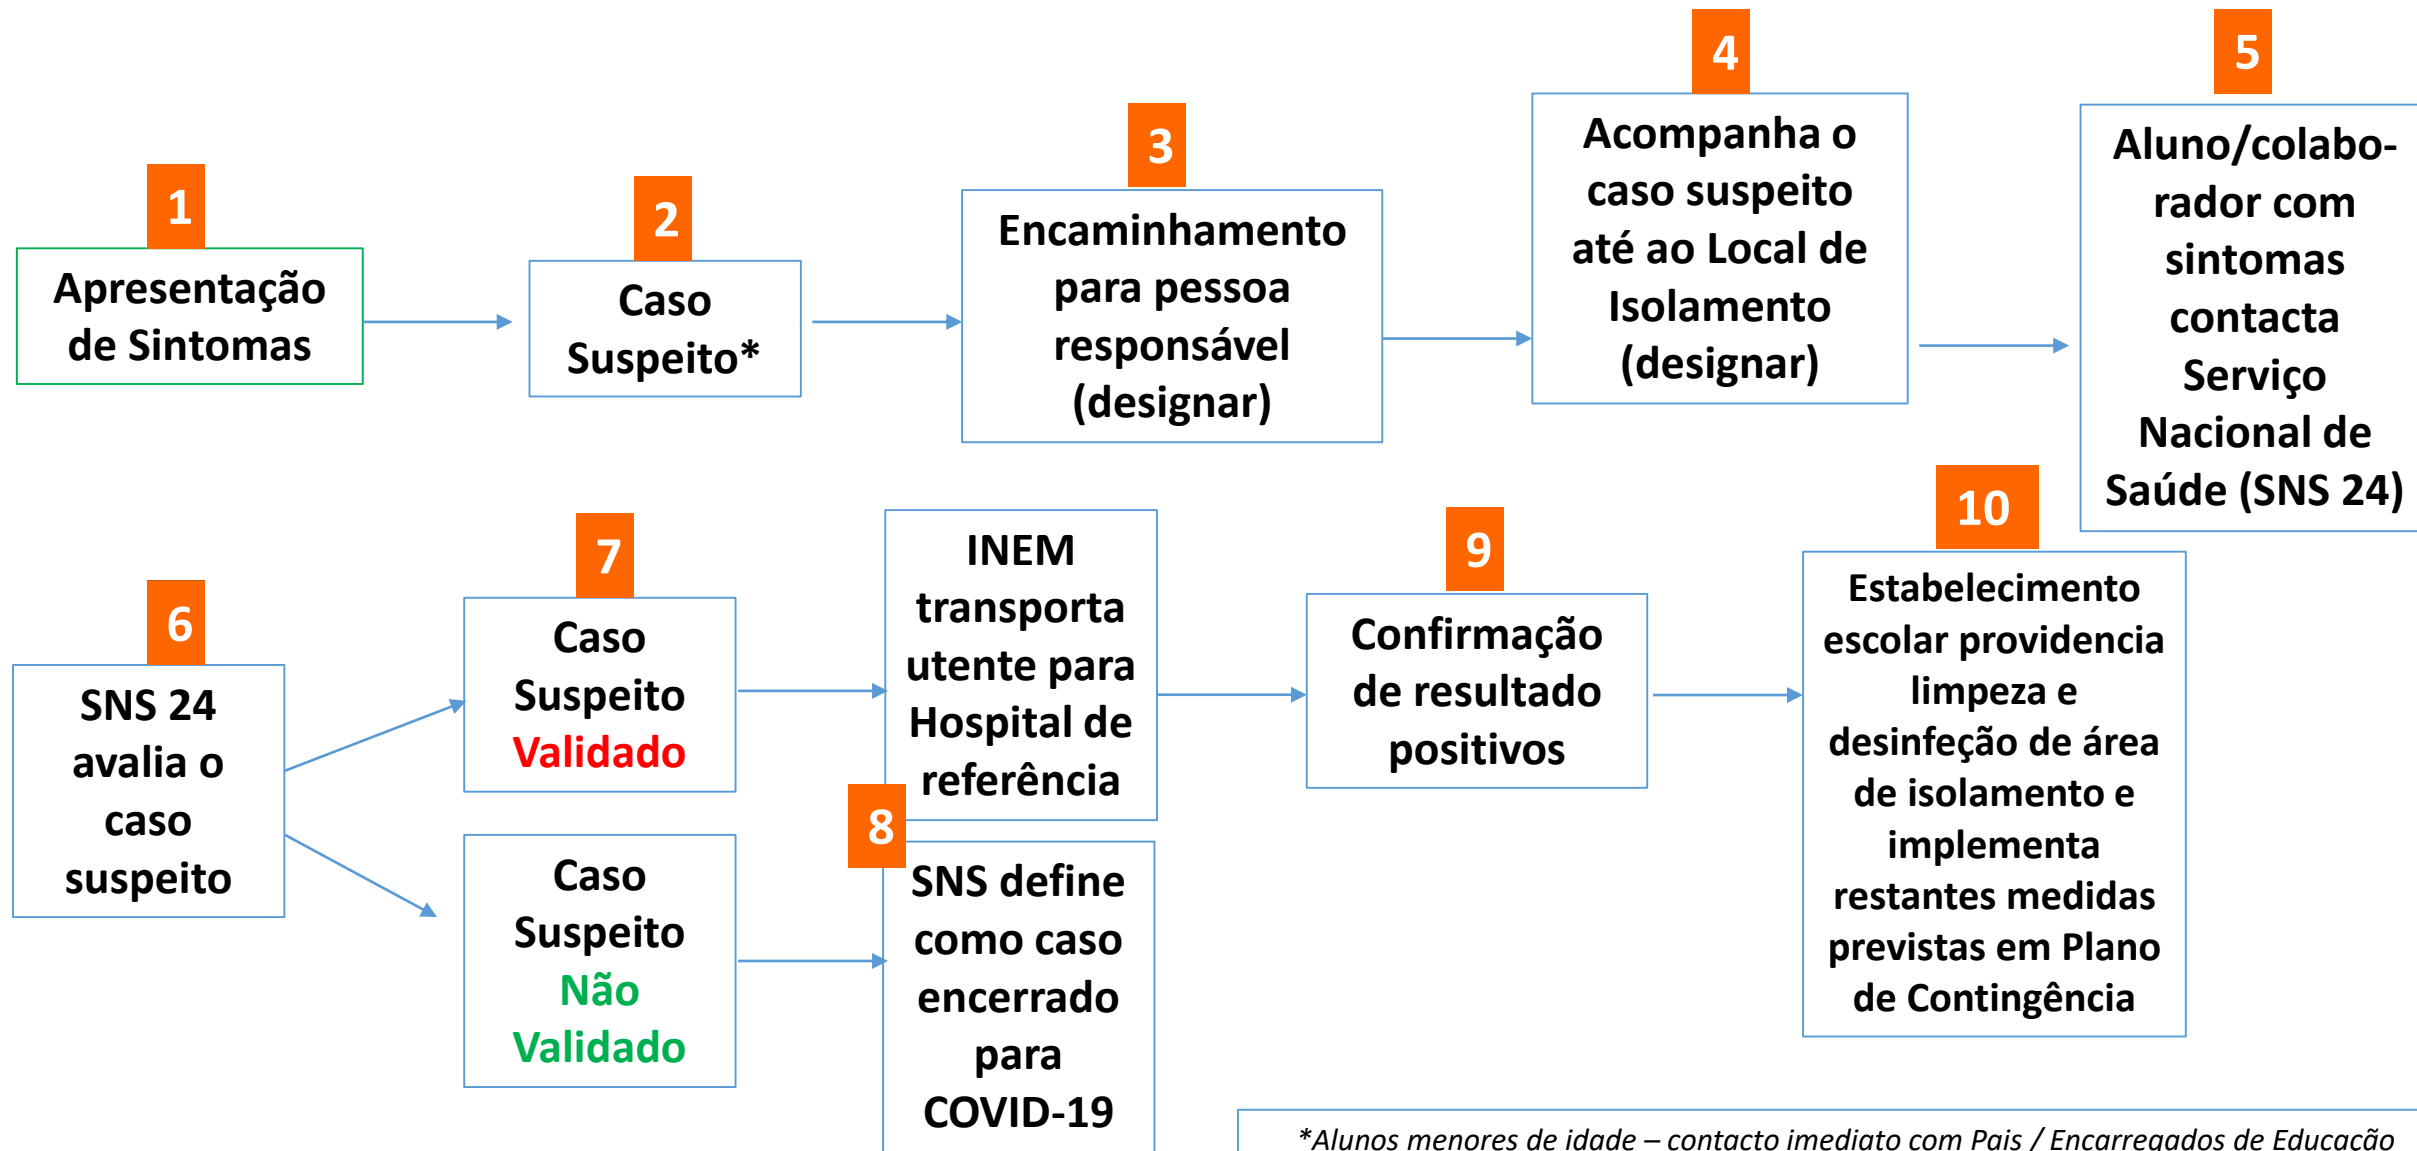 1
Apresentação
de Sintomas
2
Caso
Suspeito*
3
Encaminhamento
para pessoa
responsável
(designar)
4
Acompanha o
caso suspeito
até ao Local de
Isolamento
(designar)
5
Aluno/colabo-
rador com
sintomas
contacta
Serviço
Nacional de
Saúde (SNS 24)
6
SNS 24
avalia o
caso
suspeito
7
Caso
Suspeito
Validado
INEM
transporta
utente para
Hospital de
referência
Caso
Suspeito
Não
Validado
8
SNS define
como caso
encerrado
para
COVID-19
9
Confirmação
de resultado
positivos
10
Estabelecimento
escolar providencia
limpeza e
desinfeção de área
de isolamento e
implementa
restantes medidas
previstas em Plano
de Contingência
*Alunos menores de idade – contacto imediato com Pais / Encarregados de Educação